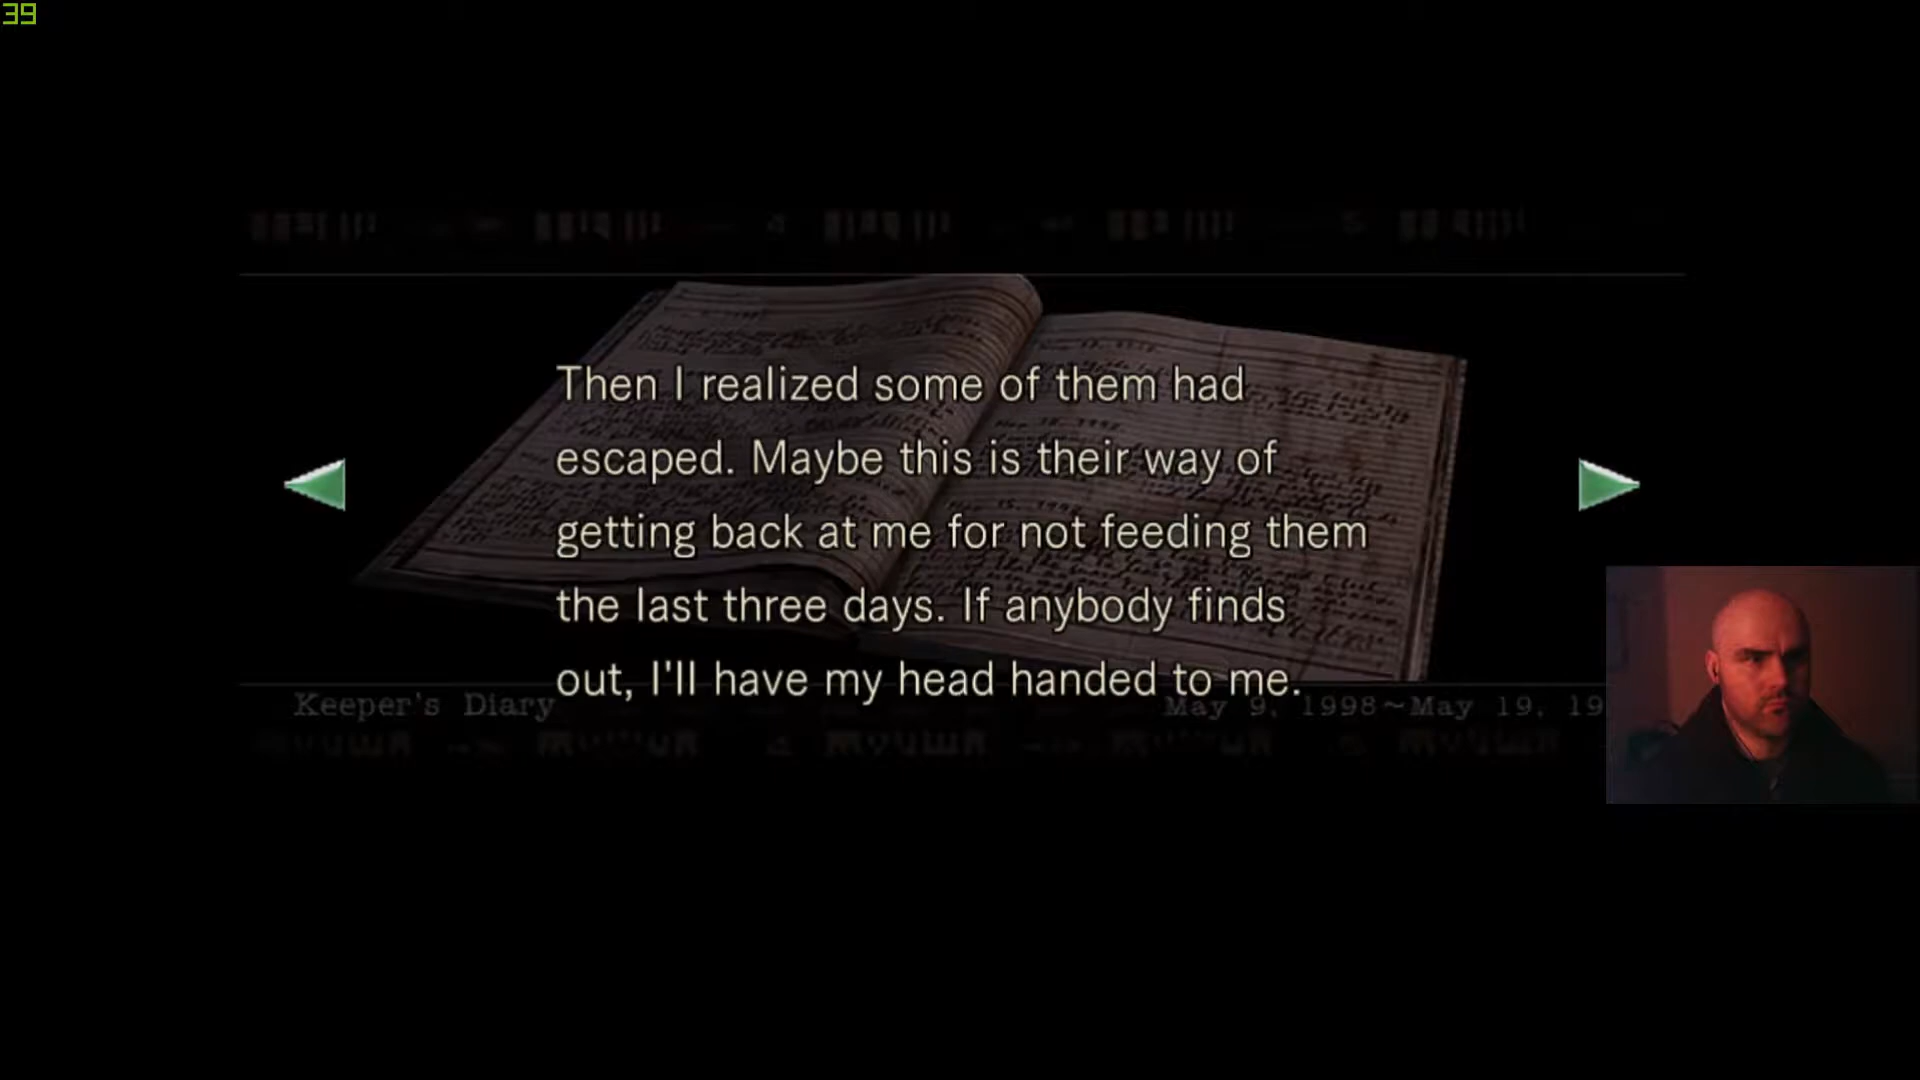 39
Then I realized some of them had
escaped. Maybe this is their way of
getting back at me for not feeding them
the last three days. If anybody finds
out, I'll have my head handed to me.
Keeper's Diary
May 9, 1998~May 19, 19